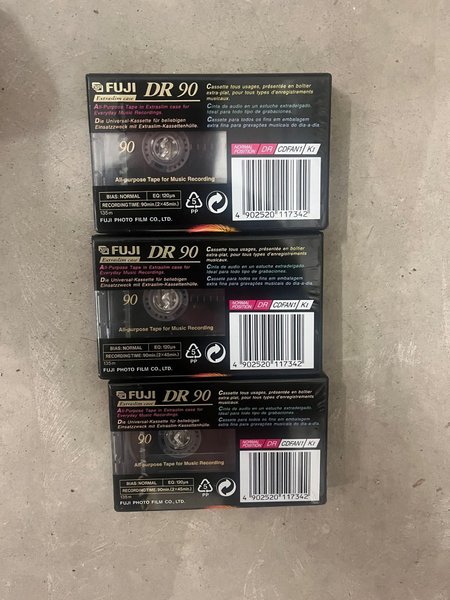 FUJI DR 90
Extraslim case
All-Purpose Tape in Extraslim case for
Everyday Music Recordings.
Die Universal-Kassette für beliebigen
Einsatzzweck mit Extraslim-Kassettenhülle.
Cassette tous usages, présentée en boîtier
extra-plat, pour tous types d'enregistrements
musicaux.
Cinta de audio en un estuche extradelgado.
Ideal para todo tipo de grabaciones.
Cassete para todos os fins em embalagem
extra fina para gravações musicais do dia-a-dia.
90
All-purpose Tape for Music Recording
NORMAL POSITION DR CDFAN1/ K1
BIAS: NORMAL EQ: 120μs
RECORDING TIME: 90min.(2×45min.)
135m
FUJI PHOTO FILM CO., LTD.
5
PP
4 902520 117342
FUJI DR 90
Extraslim case
All-Purpose Tape in Extraslim case for
Everyday Music Recordings.
Die Universal-Kassette für beliebigen
Einsatzzweck mit Extraslim-Kassettenhülle.
Cassette tous usages, présentée en boîtier
extra-plat, pour tous types d'enregistrements
musicaux.
Cinta de audio en un estuche extradelgado.
Ideal para todo tipo de grabaciones.
Cassete para todos os fins em embalagem
extra fina para gravações musicais do dia-a-dia.
90
All-purpose Tape for Music Recording
NORMAL POSITION DR CDFAN1/ K1
BIAS: NORMAL EQ: 120μs
RECORDING TIME: 90min.(2×45min.)
135m
FUJI PHOTO FILM CO., LTD.
5
PP
4 902520 117342
FUJI DR 90
Extraslim case
All-Purpose Tape in Extraslim case for
Everyday Music Recordings.
Die Universal-Kassette für beliebigen
Einsatzzweck mit Extraslim-Kassettenhülle.
Cassette tous usages, présentée en boîtier
extra-plat, pour tous types d'enregistrements
musicaux.
Cinta de audio en un estuche extradelgado.
Ideal para todo tipo de grabaciones.
Cassete para todos os fins em embalagem
extra fina para gravações musicais do dia-a-dia.
90
All-purpose Tape for Music Recording
NORMAL POSITION DR CDFAN1/ K1
BIAS: NORMAL EQ: 120μs
RECORDING TIME: 90min.(2×45min.)
135m
FUJI PHOTO FILM CO., LTD.
5
PP
4 902520 117342